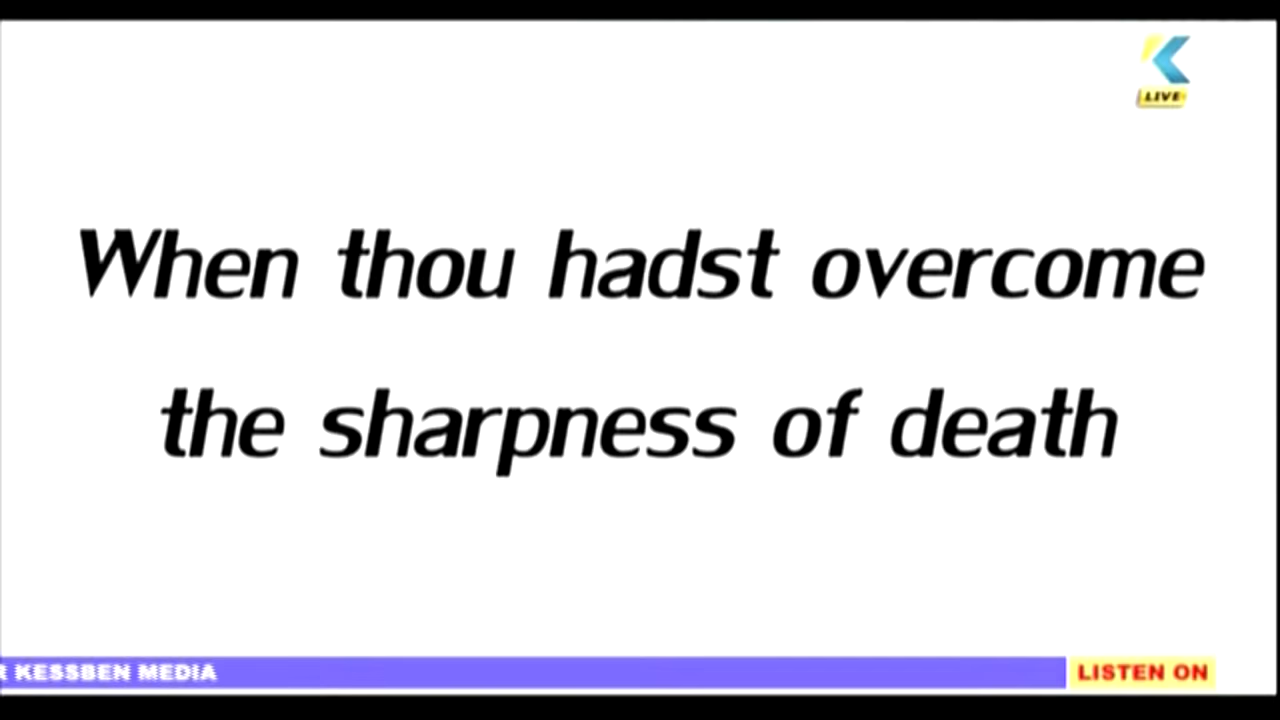 LIVE
When thou hadst overcome
the sharpness of death
KESSBEN MEDIA
LISTEN ON